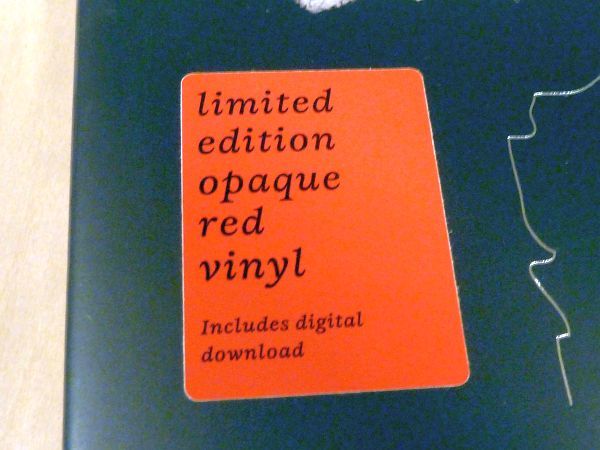 limited
edition
opaque
red
vinyl
Includes digital
download